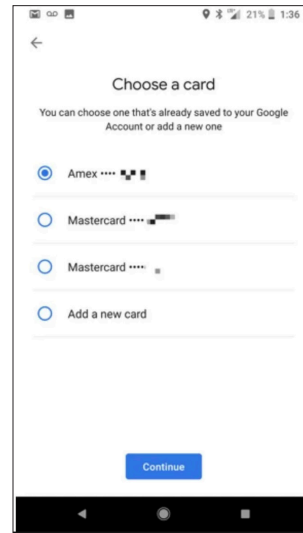 21% 1:36
Choose a card
You can choose one that's already saved to your Google
Account or add a new one
Amex ••••
Mastercard ••••
Mastercard ••••
Add a new card
Continue